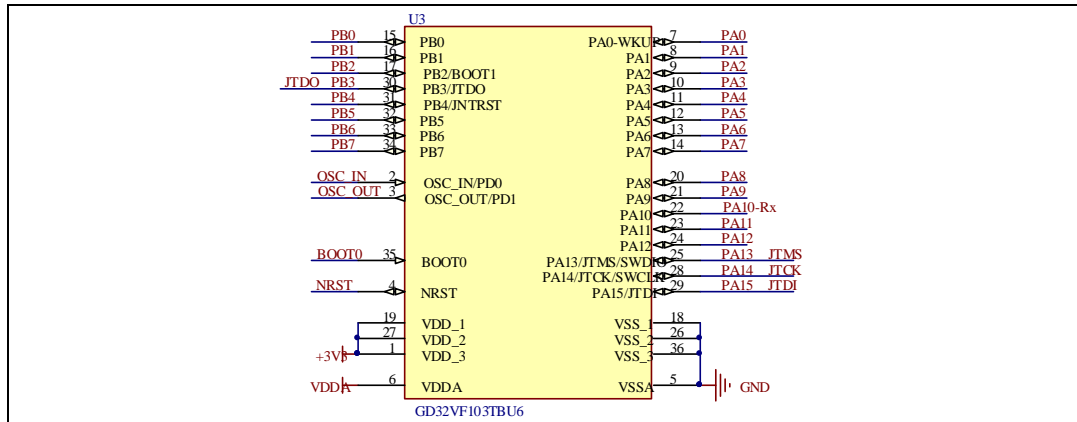 U3
PB0 15 PB0 PA0-WKUP 7 PA0
PB1 16 PB1 PA1 8 PA1
PB2 17 PB2/BOOT1 PA2 9 PA2
JTDO PB3 30 PB3/JTDO PA3 10 PA3
PB4 31 PB4/JNTRST PA4 11 PA4
PB5 32 PB5 PA5 12 PA5
PB6 33 PB6 PA6 13 PA6
PB7 34 PB7 PA7 14 PA7
OSC_IN 2 OSC_IN/PD0 PA8 20 PA8
OSC_OUT 3 OSC_OUT/PD1 PA9 21 PA9
PA10 22 PA10-Rx
PA11 23 PA11
PA12 24 PA12
BOOT0 35 BOOT0 PA13/JTMS/SWDIO 25 PA13 JTMS
PA14/JTCK/SWCLK 28 PA14 JTCK
NRST 4 NRST PA15/JTDI 29 PA15 JTDI
19 VDD_1 VSS_1 18
27 VDD_2 VSS_2 26
+3V3 1 VDD_3 VSS_3 36
VDDA 6 VDDA VSSA 5 GND
GD32VF103TBU6